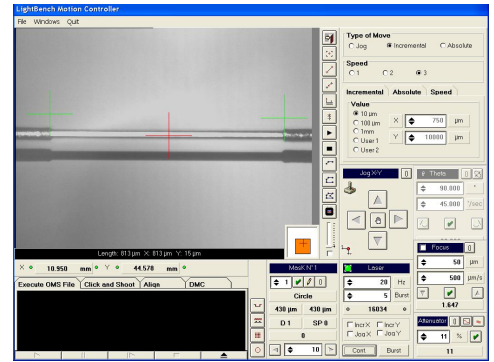 LightBench Motion Controller
File Windows Quit
Type of Move
Jog Incremental Absolute
Speed
1 2 3
Incremental Absolute Speed
Value
10 µm
100 µm
1mm
User 1
User 2
X 750 µm
Y 10000 µm
Jog X-Y
Theta
90.000 °
45.000 °/sec
Length: 813 µm X: 813 µm Y: 15 µm
X 10.950 mm Y 44.570 mm
Execute OMS File Click and Shoot Align DMC
Mask N°1
1
Circle
430 µm 430 µm
D 1 SP 0
0
10
Laser
20 Hz
5 Burst
16034
Incr X Incr Y
Jog X Jog Y
Cont. Burst
Focus
50 µm
500 µm/s
1.647
Attenuator
11 %
11